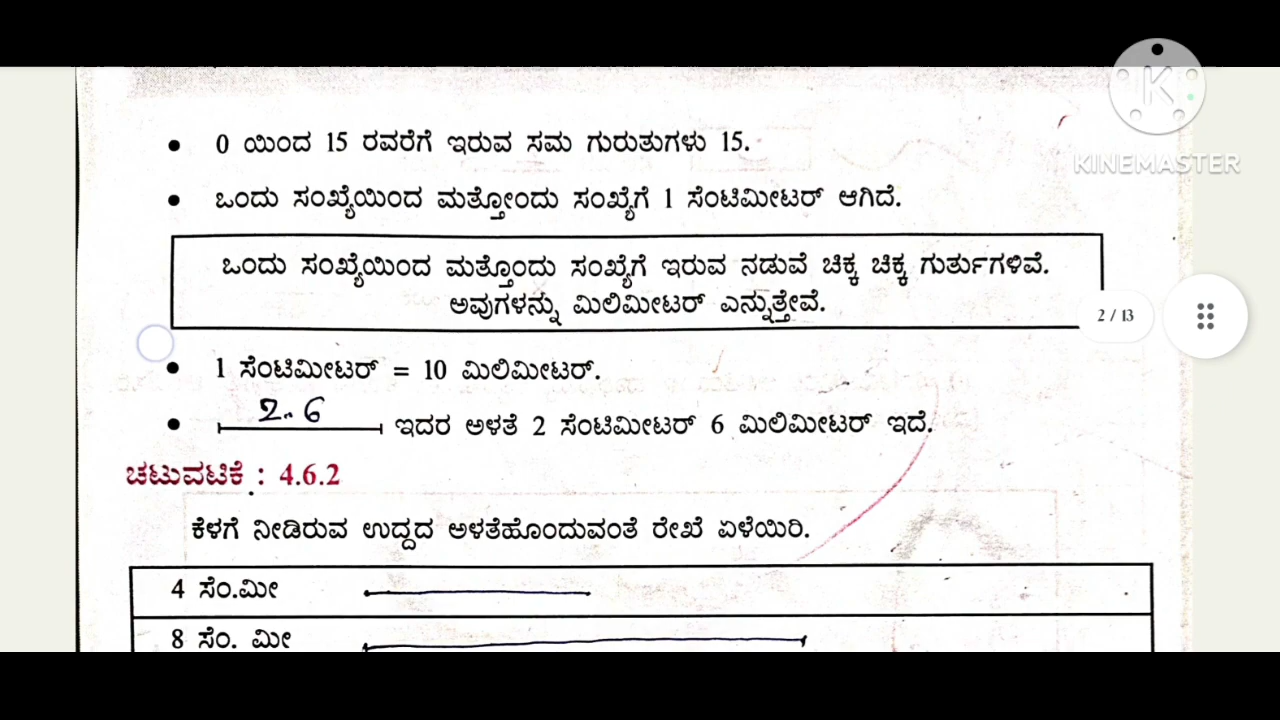 KINEMASTER
• 0 ಯಿಂದ 15 ರವರೆಗೆ ಇರುವ ಸಮ ಗುರುತುಗಳು 15.
• ಒಂದು ಸಂಖ್ಯೆಯಿಂದ ಮತ್ತೋಂದು ಸಂಖ್ಯೆಗೆ 1 ಸೆಂಟಿಮೀಟರ್ ಆಗಿದೆ.
ಒಂದು ಸಂಖ್ಯೆಯಿಂದ ಮತ್ತೊಂದು ಸಂಖ್ಯೆಗೆ ಇರುವ ನಡುವೆ ಚಿಕ್ಕ ಚಿಕ್ಕ ಗುರ್ತುಗಳಿವೆ.
ಅವುಗಳನ್ನು ಮಿಲಿಮೀಟರ್ ಎನ್ನುತ್ತೇವೆ.
2 / 13
• 1 ಸೆಂಟಿಮೀಟರ್ = 10 ಮಿಲಿಮೀಟರ್.
• 2.6 ಇದರ ಅಳತೆ 2 ಸೆಂಟಿಮೀಟರ್ 6 ಮಿಲಿಮೀಟರ್ ಇದೆ.
ಚಟುವಟಿಕೆ : 4.6.2
ಕೆಳಗೆ ನೀಡಿರುವ ಉದ್ದದ ಅಳತೆಹೊಂದುವಂತೆ ರೇಖೆ ಏಳೆಯಿರಿ.
4 ಸೆಂ.ಮೀ
8 ಸೆಂ. ಮೀ